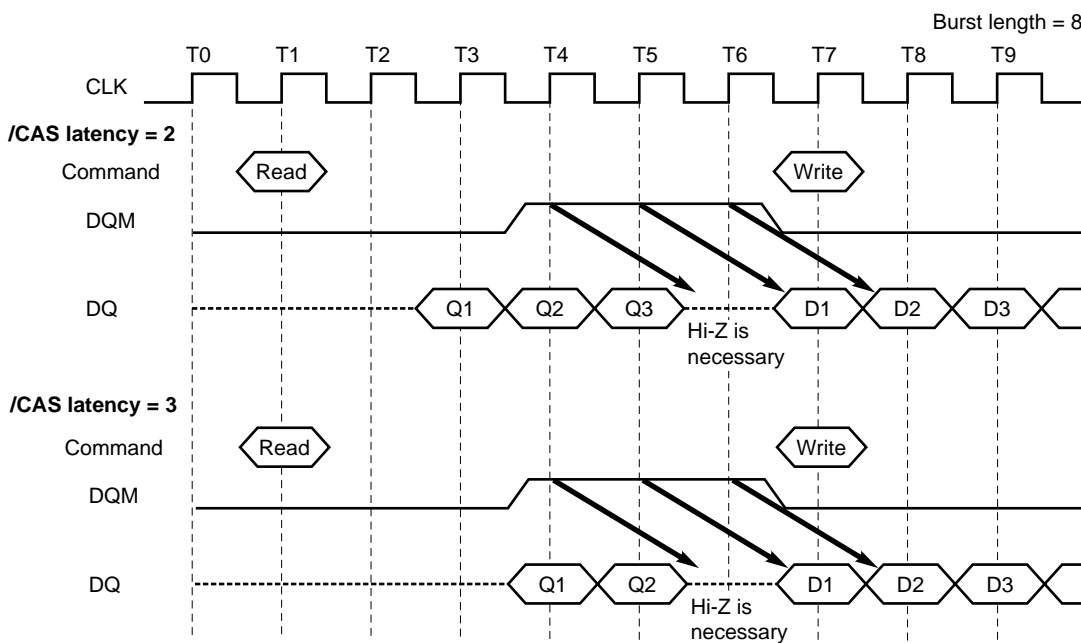 Burst length = 8
T0 T1 T2 T3 T4 T5 T6 T7 T8 T9
CLK
/CAS latency = 2
Command Read Write
DQM
DQ Q1 Q2 Q3 D1 D2 D3
Hi-Z is
necessary
/CAS latency = 3
Command Read Write
DQM
DQ Q1 Q2 D1 D2 D3
Hi-Z is
necessary